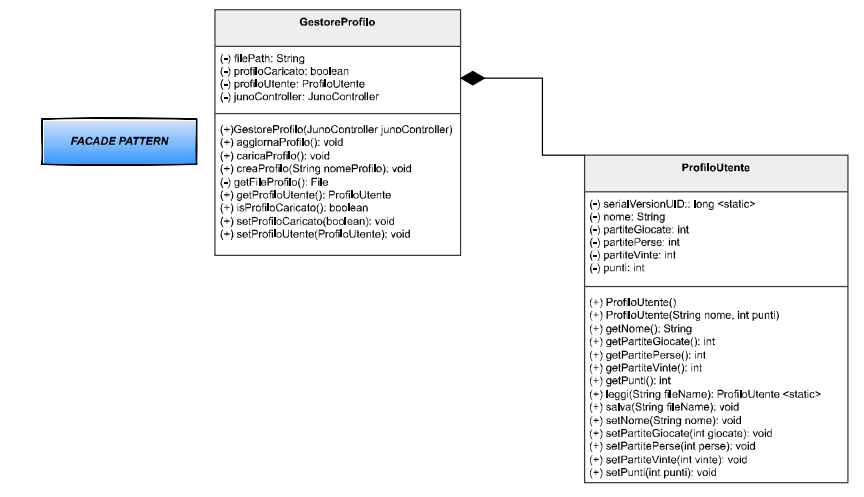 GestoreProfilo
(-) filePath: String
(-) profiloCaricato: boolean
(-) profiloUtente: ProfiloUtente
(-) junoController: JunoController
(+)GestoreProfilo(JunoController junoController)
(+) aggiornaProfilo(): void
(+) caricaProfilo(): void
(+) creaProfilo(String nomeProfilo): void
(-) getFileProfilo(): File
(+) getProfiloUtente(): ProfiloUtente
(+) isProfiloCaricato(): boolean
(+) setProfiloCaricato(boolean): void
(+) setProfiloUtente(ProfiloUtente): void
FACADE PATTERN
ProfiloUtente
(-) serialVersionUID:: long <static>
(-) nome: String
(-) partiteGiocate: int
(-) partitePerse: int
(-) partiteVinte: int
(-) punti: int
(+) ProfiloUtente()
(+) ProfiloUtente(String nome, int punti)
(+) getNome(): String
(+) getPartiteGiocate(): int
(+) getPartitePerse(): int
(+) getPartiteVinte(): int
(+) getPunti(): int
(+) leggi(String fileName): ProfiloUtente <static>
(+) salva(String fileName): void
(+) setNome(String nome): void
(+) setPartiteGiocate(int giocate): void
(+) setPartitePerse(int perse): void
(+) setPartiteVinte(int vinte): void
(+) setPunti(int punti): void